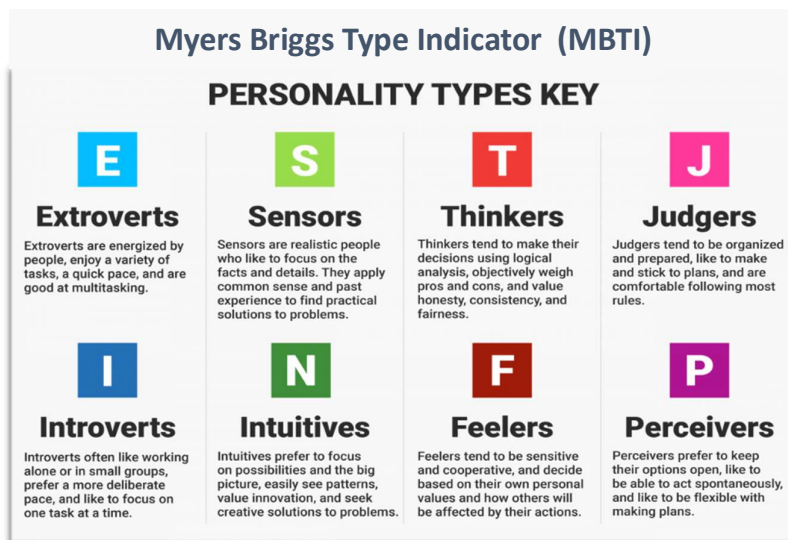 Myers Briggs Type Indicator (MBTI)
PERSONALITY TYPES KEY
E
Extroverts
Extroverts are energized by
people, enjoy a variety of
tasks, a quick pace, and are
good at multitasking.
S
Sensors
Sensors are realistic people
who like to focus on the
facts and details. They apply
common sense and past
experience to find practical
solutions to problems.
T
Thinkers
Thinkers tend to make their
decisions using logical
analysis, objectively weigh
pros and cons, and value
honesty, consistency, and
fairness.
J
Judgers
Judgers tend to be organized
and prepared, like to make
and stick to plans, and are
comfortable following most
rules.
I
Introverts
Introverts often like working
alone or in small groups,
prefer a more deliberate
pace, and like to focus on
one task at a time.
N
Intuitives
Intuitives prefer to focus
on possibilities and the big
picture, easily see patterns,
value innovation, and seek
creative solutions to problems.
F
Feelers
Feelers tend to be sensitive
and cooperative, and decide
based on their own personal
values and how others will
be affected by their actions.
P
Perceivers
Perceivers prefer to keep
their options open, like to
be able to act spontaneously,
and like to be flexible with
making plans.